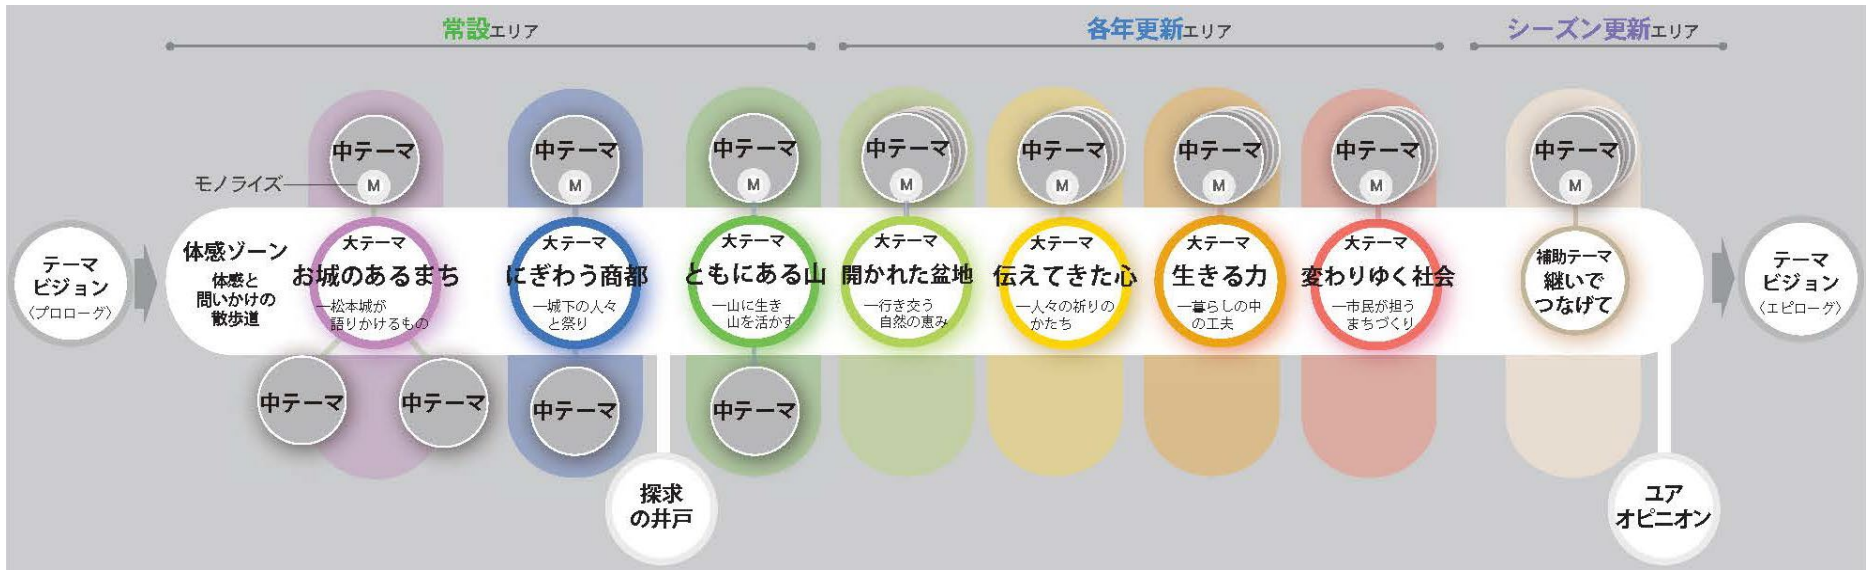 常設エリア
各年更新エリア
シーズン更新エリア
中テーマ
M
中テーマ
M
中テーマ
M
中テーマ
M
中テーマ
M
中テーマ
M
中テーマ
M
中テーマ
M
モノライズ
テーマ
ビジョン
〈プロローグ〉
体感ゾーン
体感と
問いかけの
散歩道
大テーマ
お城のあるまち
―松本城が
語りかけるもの
大テーマ
にぎわう商都
―城下の人々
と祭り
大テーマ
ともにある山
―山に生き
山を活かす
大テーマ
開かれた盆地
―行き交う
自然の恵み
大テーマ
伝えてきた心
―人々の祈りの
かたち
大テーマ
生きる力
―暮らしの中
の工夫
大テーマ
変わりゆく社会
―市民が担う
まちづくり
補助テーマ
継いで
つなげて
テーマ
ビジョン
〈エピローグ〉
中テーマ
中テーマ
中テーマ
中テーマ
探求
の井戸
ユア
オピニオン